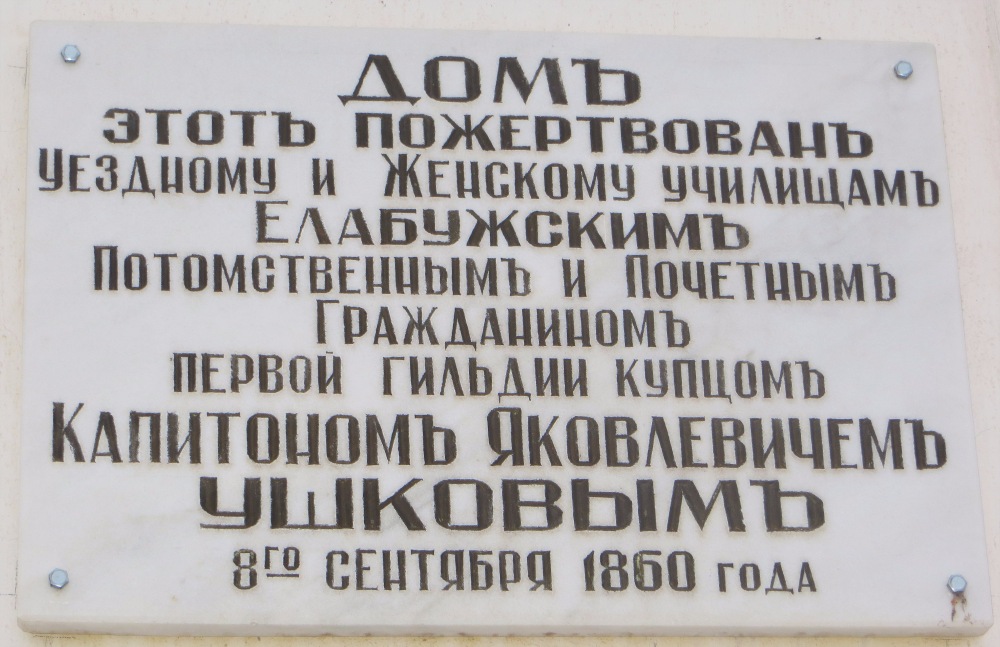 ДОМЪ
ЭТОТЪ ПОЖЕРТВОВАНЪ
УЕЗДНОМУ И ЖЕНСКОМУ УЧИЛИЩАМЪ
ЕЛАБУЖСКИМЪ
ПОТОМСТВЕННЫМЪ И ПОЧЕТНЫМЪ
ГРАЖДАНИНОМЪ
ПЕРВОЙ ГИЛЬДИИ КУПЦОМЪ
КАПИТОНОМЪ ЯКОВЛЕВИЧЕМЪ
УШКОВЫМЪ
8ГО СЕНТЯБРЯ 1860 ГОДА